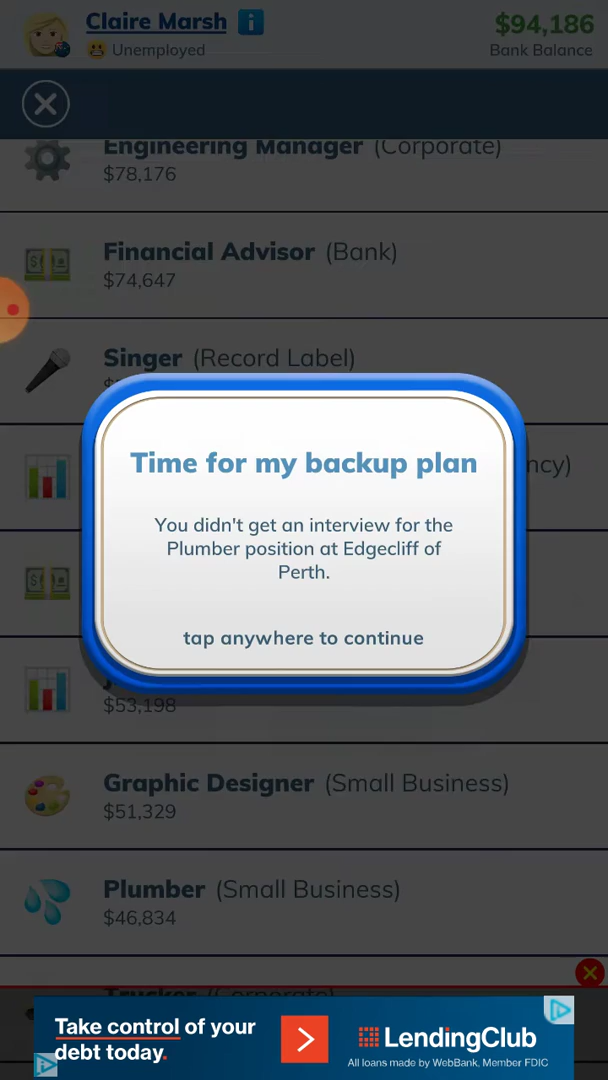 Claire Marsh
Unemployed
$94,186
Bank Balance
Engineering Manager (Corporate)
$78,176
Financial Advisor (Bank)
$74,647
Singer (Record Label)
ncy)
Time for my backup plan
You didn't get an interview for the
Plumber position at Edgecliff of
Perth.
tap anywhere to continue
$53,198
Graphic Designer (Small Business)
$51,329
Plumber (Small Business)
$46,834
Trucker (Corporate)
Take control of your
debt today.
LendingClub
All loans made by WebBank, Member FDIC